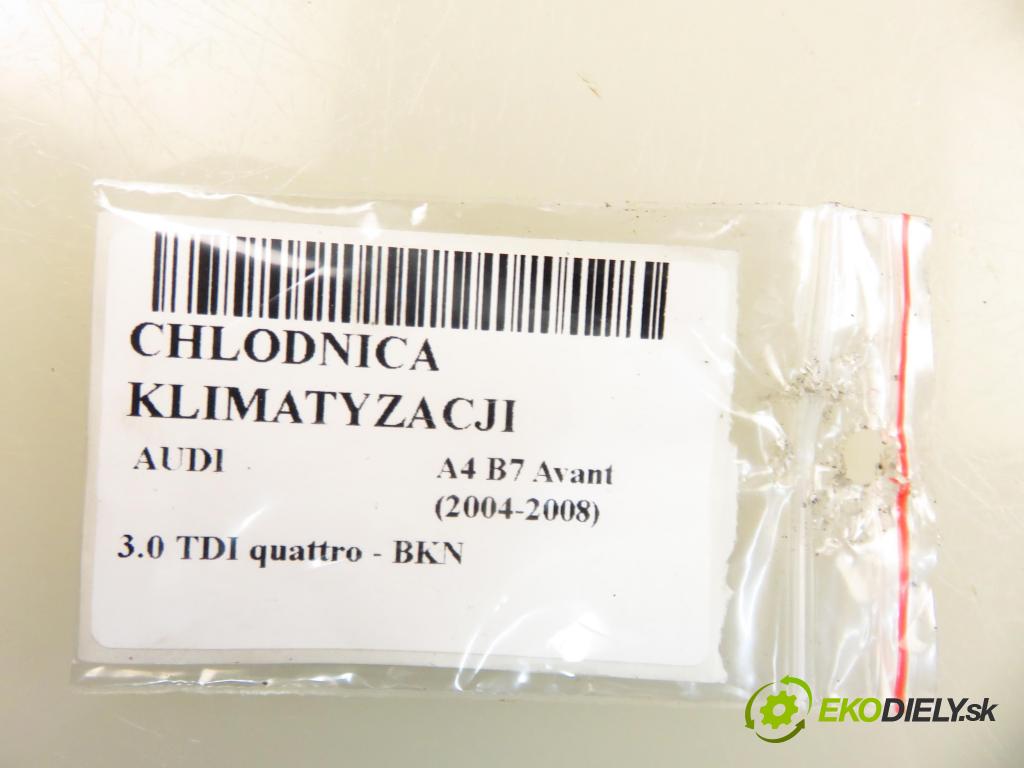 CHLODNICA
KLIMATYZACJI
AUDI A4 B7 Avant
(2004-2008)
3.0 TDI quattro - BKN
EKODIELY.sk